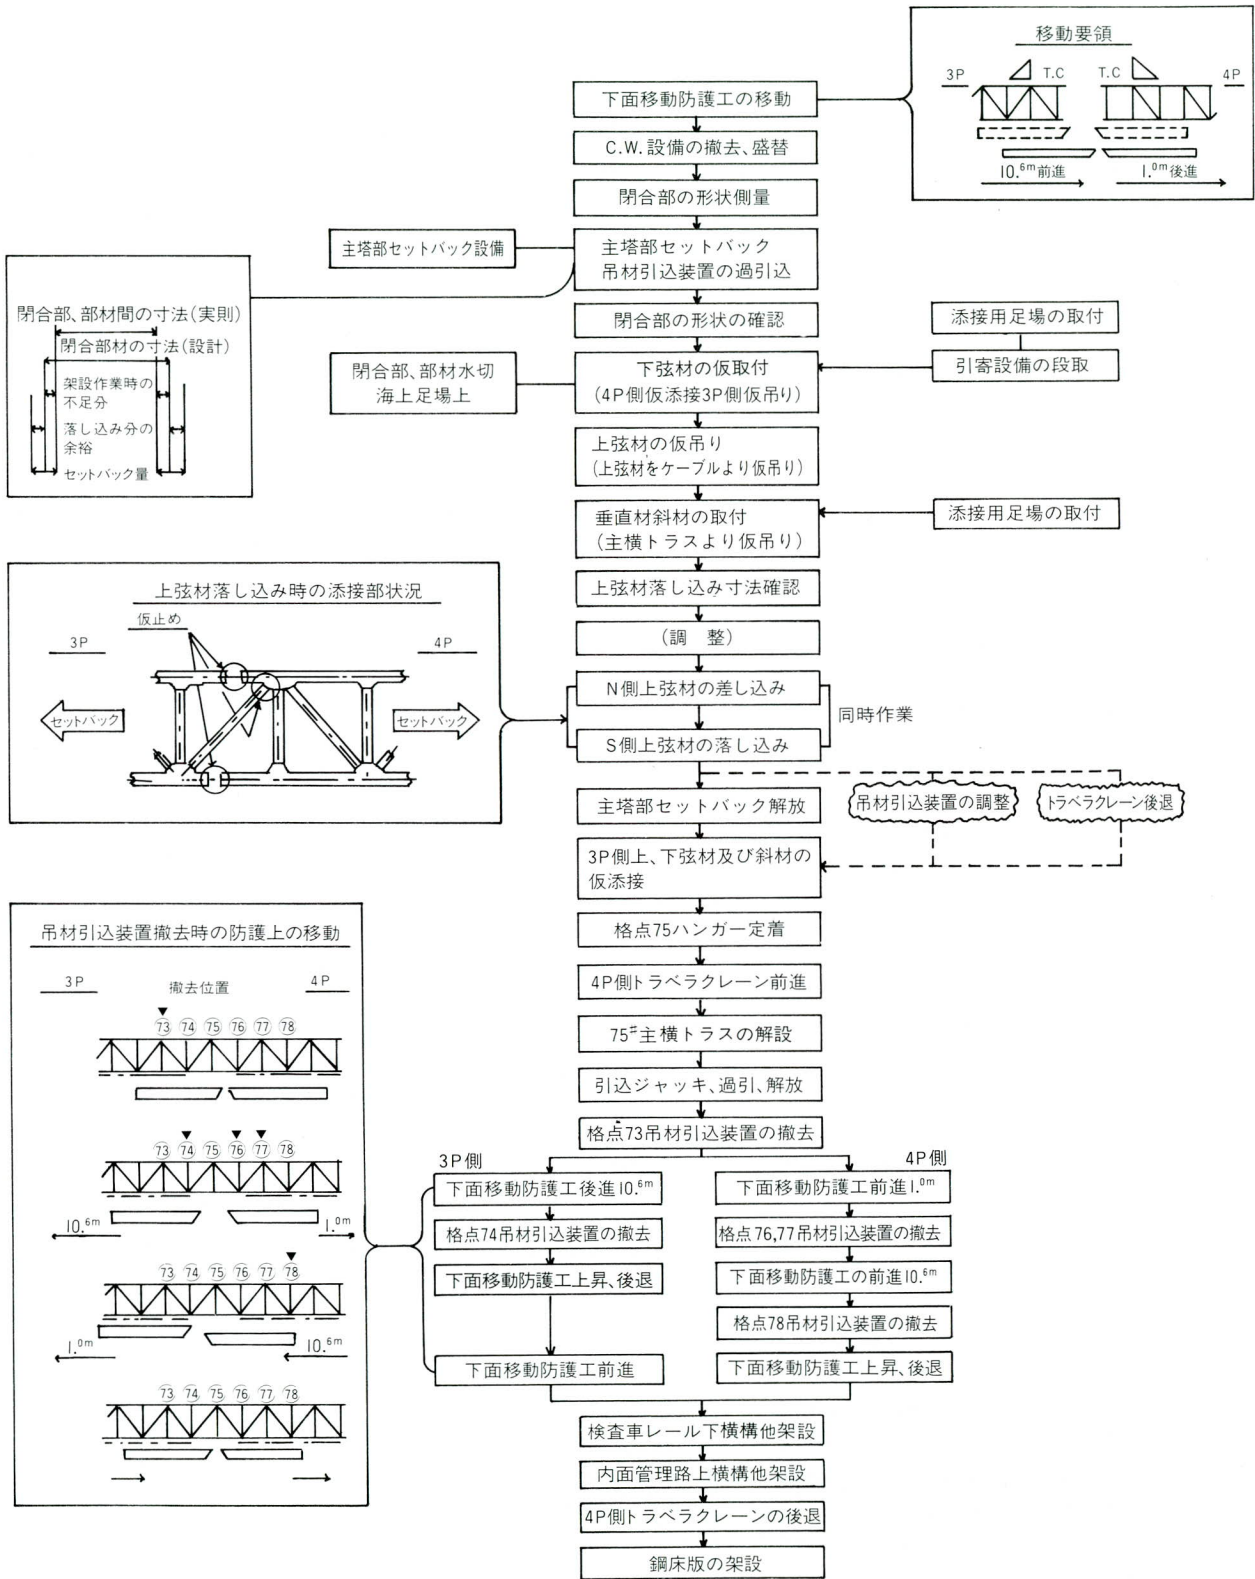 移動要領
3P
T.C
T.C
4P
10.6m前進
1.0m後進
下面移動防護工の移動
C.W.設備の撤去、盛替
閉合部の形状側量
主塔部セットバック設備
主塔部セットバック
吊材引込装置の過引込
閉合部、部材間の寸法(実則)
閉合部材の寸法(設計)
架設作業時の
不足分
落し込み分の
余裕
セットバック量
閉合部の形状の確認
添接用足場の取付
引寄設備の段取
閉合部、部材水切
海上足場上
下弦材の仮取付
(4P側仮添接3P側仮吊り)
上弦材の仮吊り
(上弦材をケーブルより仮吊り)
垂直材斜材の取付
(主横トラスより仮吊り)
添接用足場の取付
上弦材落し込み寸法確認
(調 整)
上弦材落し込み時の添接部状況
仮止め
3P
4P
セットバック
セットバック
N側上弦材の差し込み
S側上弦材の落し込み
同時作業
主塔部セットバック解放
吊材引込装置の調整
トラベラクレーン後退
3P側上、下弦材及び斜材の
仮添接
格点75ハンガー定着
4P側トラベラクレーン前進
75#主横トラスの解設
引込ジャッキ、過引、解放
格点73吊材引込装置の撤去
吊材引込装置撤去時の防護上の移動
3P
撤去位置
4P
73 74 75 76 77 78
73 74 75 76 77 78
10.6m
1.0m
73 74 75 76 77 78
1.0m
10.6m
73 74 75 76 77 78
3P側
下面移動防護工後進10.6m
格点74吊材引込装置の撤去
下面移動防護工上昇、後退
下面移動防護工前進
4P側
下面移動防護工前進1.0m
格点76,77吊材引込装置の撤去
下面移動防護工の前進10.6m
格点78吊材引込装置の撤去
下面移動防護工上昇、後退
検査車レール下横構他架設
内面管理路上横構他架設
4P側トラベラクレーンの後退
鋼床版の架設